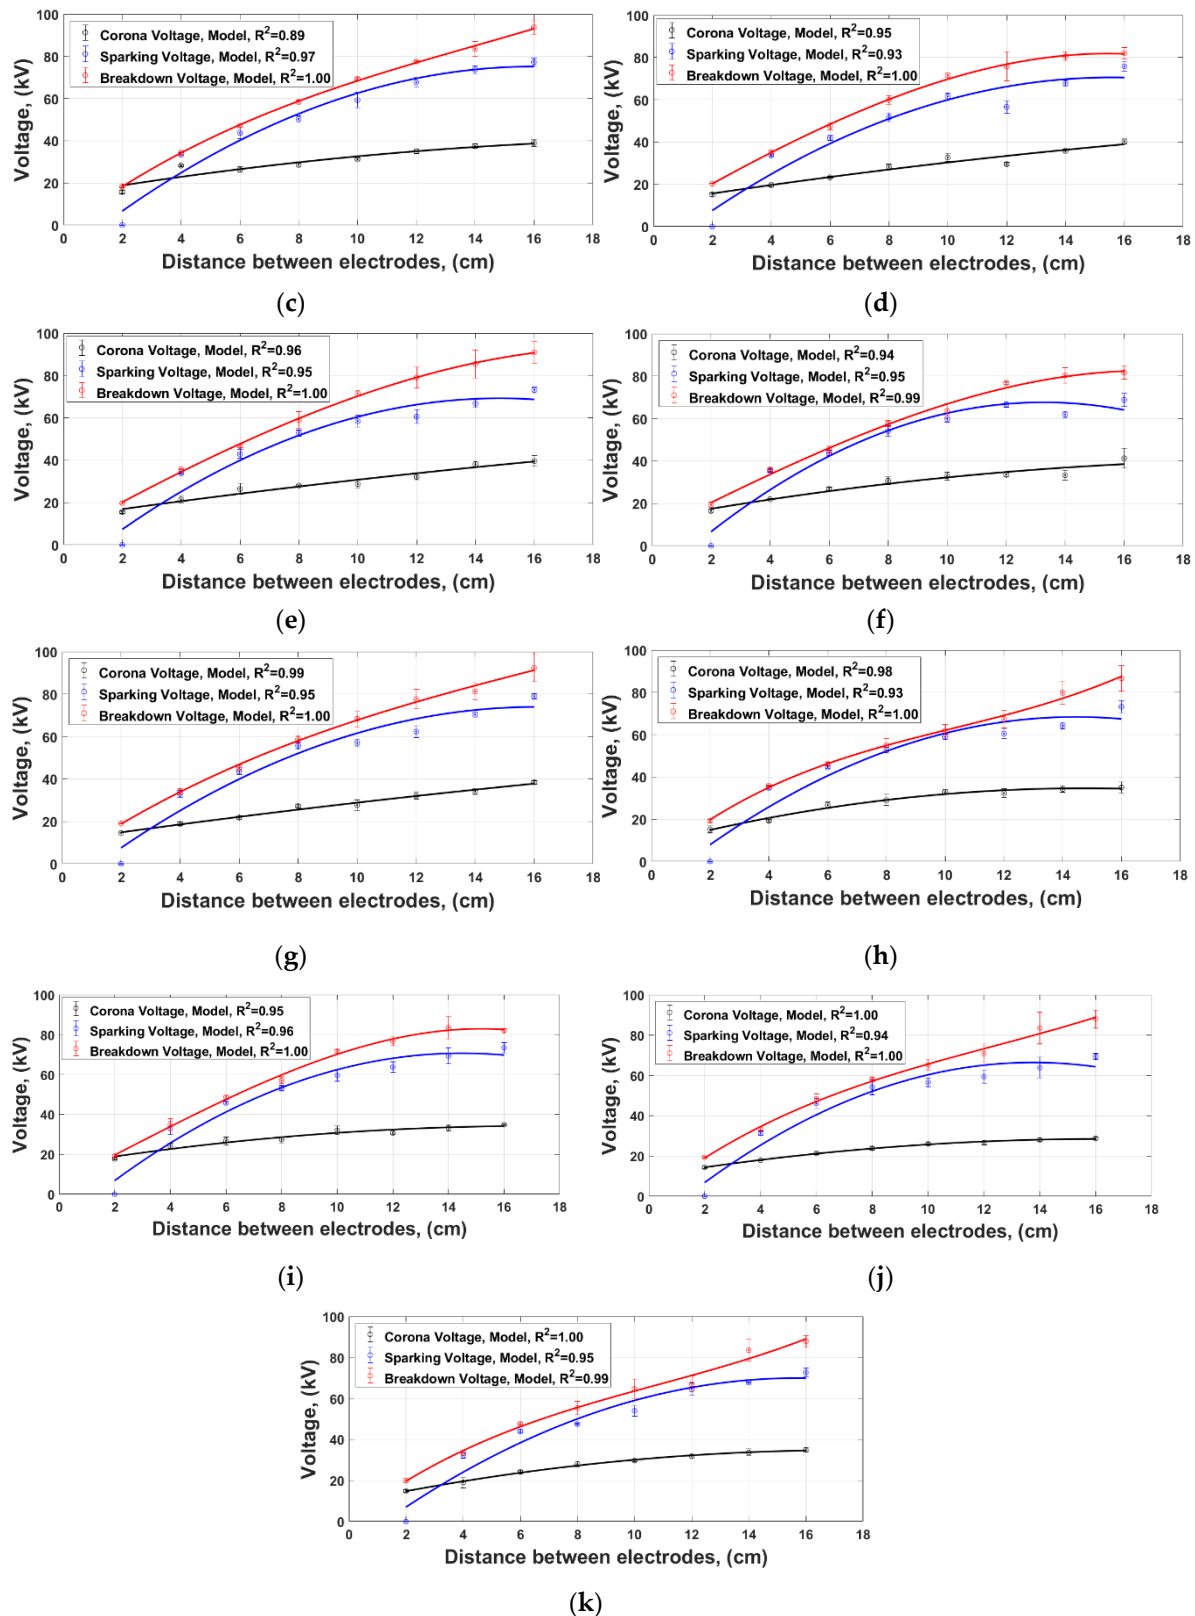 Corona Voltage, Model, R²=0.89
Sparking Voltage, Model, R²=0.97
Breakdown Voltage, Model, R²=1.00
Voltage, (kV)
100
80
60
40
20
0
0 2 4 6 8 10 12 14 16 18
Distance between electrodes, (cm)
(c)
Corona Voltage, Model, R²=0.95
Sparking Voltage, Model, R²=0.93
Breakdown Voltage, Model, R²=1.00
Voltage, (kV)
100
80
60
40
20
0
0 2 4 6 8 10 12 14 16 18
Distance between electrodes, (cm)
(d)
Corona Voltage, Model, R²=0.96
Sparking Voltage, Model, R²=0.95
Breakdown Voltage, Model, R²=1.00
Voltage, (kV)
100
80
60
40
20
0
0 2 4 6 8 10 12 14 16 18
Distance between electrodes, (cm)
(e)
Corona Voltage, Model, R²=0.94
Sparking Voltage, Model, R²=0.95
Breakdown Voltage, Model, R²=0.99
Voltage, (kV)
100
80
60
40
20
0
0 2 4 6 8 10 12 14 16 18
Distance between electrodes, (cm)
(f)
Corona Voltage, Model, R²=0.99
Sparking Voltage, Model, R²=0.95
Breakdown Voltage, Model, R²=1.00
Voltage, (kV)
100
80
60
40
20
0
0 2 4 6 8 10 12 14 16 18
Distance between electrodes, (cm)
(g)
Corona Voltage, Model, R²=0.98
Sparking Voltage, Model, R²=0.93
Breakdown Voltage, Model, R²=1.00
Voltage, (kV)
100
80
60
40
20
0
0 2 4 6 8 10 12 14 16 18
Distance between electrodes, (cm)
(h)
Corona Voltage, Model, R²=0.95
Sparking Voltage, Model, R²=0.96
Breakdown Voltage, Model, R²=1.00
Voltage, (kV)
100
80
60
40
20
0
0 2 4 6 8 10 12 14 16 18
Distance between electrodes, (cm)
(i)
Corona Voltage, Model, R²=1.00
Sparking Voltage, Model, R²=0.94
Breakdown Voltage, Model, R²=1.00
Voltage, (kV)
100
80
60
40
20
0
0 2 4 6 8 10 12 14 16 18
Distance between electrodes, (cm)
(j)
Corona Voltage, Model, R²=1.00
Sparking Voltage, Model, R²=0.95
Breakdown Voltage, Model, R²=0.99
Voltage, (kV)
100
80
60
40
20
0
0 2 4 6 8 10 12 14 16 18
Distance between electrodes, (cm)
(k)